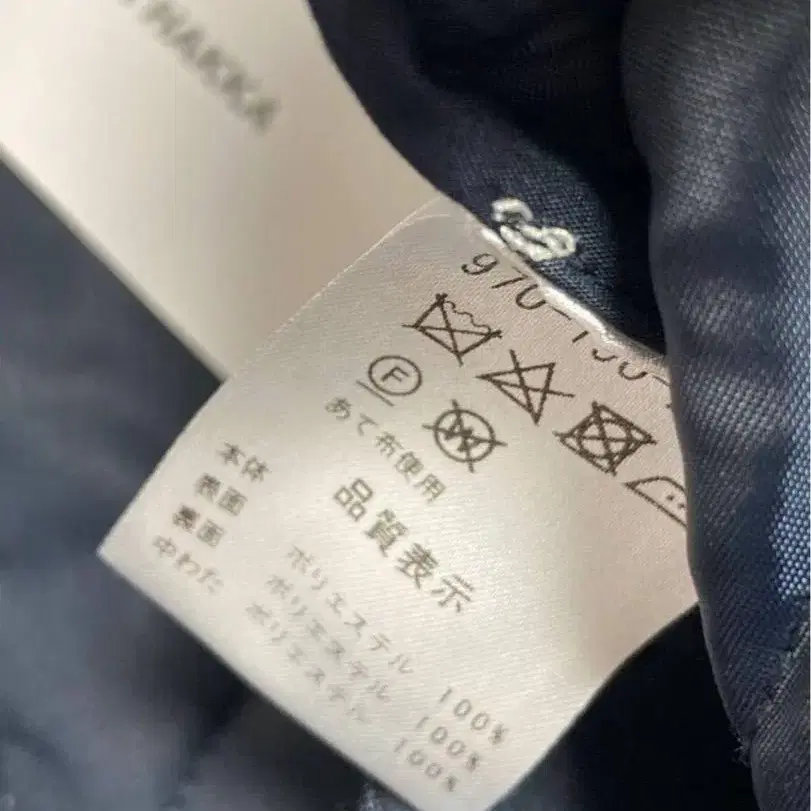 HAKKA
F
W
あて布使用
品質表示
本体
表面 ポリエステル 100%
裏面 ポリエステル 100%
中わた ポリエステル 100%